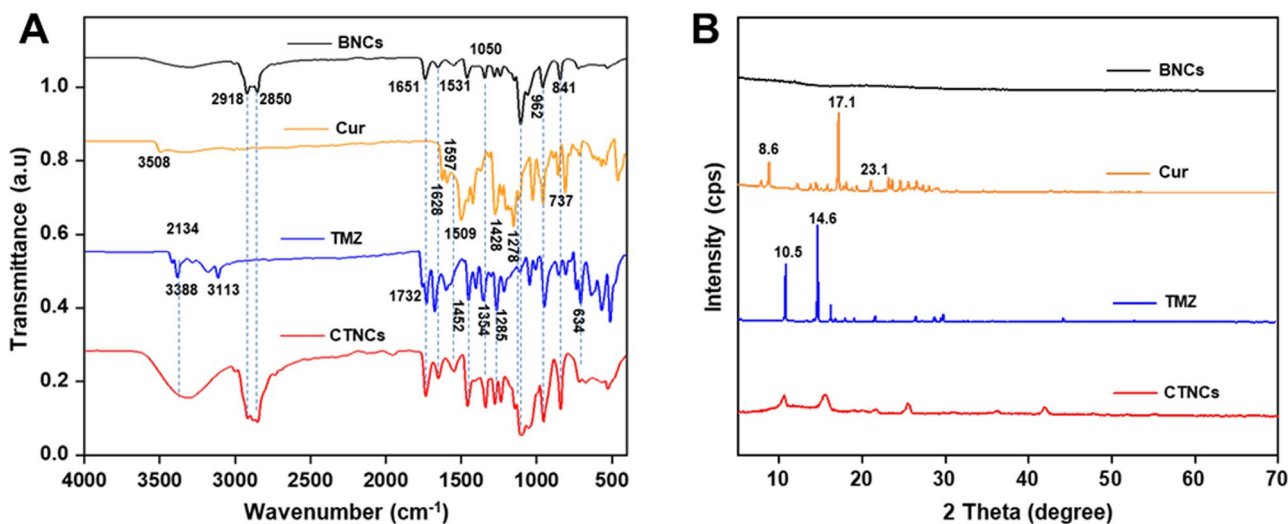 A
BNCs
1050
1651
1531
962
841
2918
2850
1.0
Cur
3508
1597
1628
1509
1428
1278
737
0.8
0.6
TMZ
2134
3388
3113
1732
1452
1354
1285
634
0.4
CTNCs
0.2
0.0
Transmittance (a.u)
4000 3000 2000 1500 1000 500
Wavenumber (cm-1)
B
BNCs
17.1
8.6
23.1
Cur
14.6
10.5
TMZ
CTNCs
Intensity (cps)
10 20 30 40 50 60 70
2 Theta (degree)